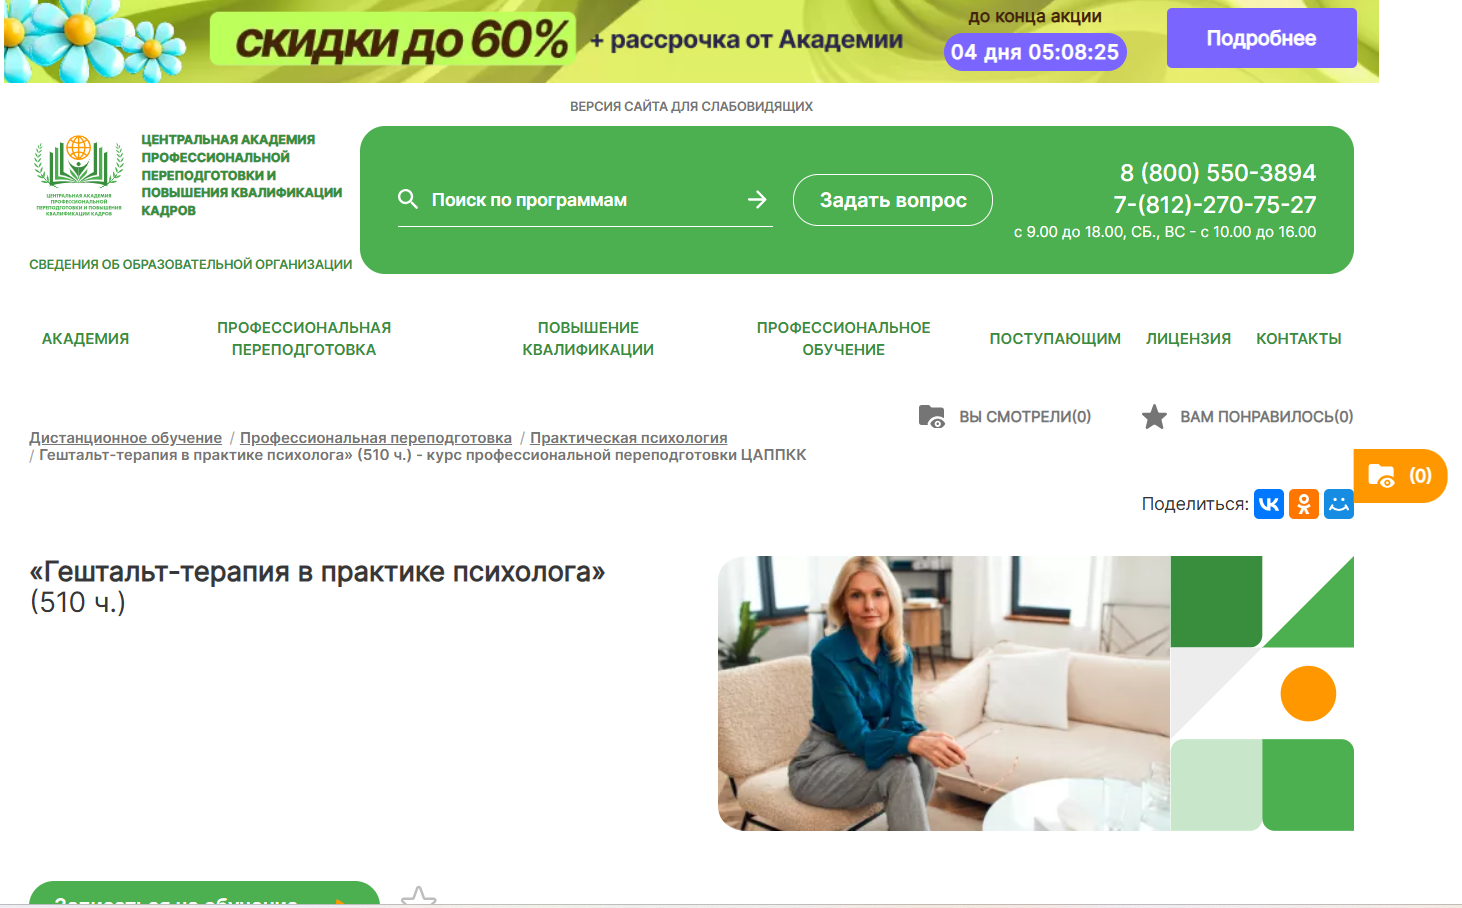 скидки до 60%
+ рассрочка от Академии
до конца акции
04 дня 05:08:25
Подробнее
ВЕРСИЯ САЙТА ДЛЯ СЛАБОВИДЯЩИХ
ЦЕНТРАЛЬНАЯ АКАДЕМИЯ
ПРОФЕССИОНАЛЬНОЙ
ПЕРЕПОДГОТОВКИ И ПОВЫШЕНИЯ
КВАЛИФИКАЦИИ КАДРОВ
ЦЕНТРАЛЬНАЯ АКАДЕМИЯ
ПРОФЕССИОНАЛЬНОЙ
ПЕРЕПОДГОТОВКИ И
ПОВЫШЕНИЯ КВАЛИФИКАЦИИ
КАДРОВ
СВЕДЕНИЯ ОБ ОБРАЗОВАТЕЛЬНОЙ ОРГАНИЗАЦИИ
Поиск по программам
Задать вопрос
8 (800) 550-3894
7-(812)-270-75-27
с 9.00 до 18.00, СБ., ВС - с 10.00 до 16.00
АКАДЕМИЯ
ПРОФЕССИОНАЛЬНАЯ
ПЕРЕПОДГОТОВКА
ПОВЫШЕНИЕ
КВАЛИФИКАЦИИ
ПРОФЕССИОНАЛЬНОЕ
ОБУЧЕНИЕ
ПОСТУПАЮЩИМ
ЛИЦЕНЗИЯ
КОНТАКТЫ
ВЫ СМОТРЕЛИ(0)
ВАМ ПОНРАВИЛОСЬ(0)
Дистанционное обучение / Профессиональная переподготовка / Практическая психология
/ Гештальт-терапия в практике психолога» (510 ч.) - курс профессиональной переподготовки ЦАППКК
(0)
Поделиться:
«Гештальт-терапия в практике психолога»
(510 ч.)
Записаться на обучение